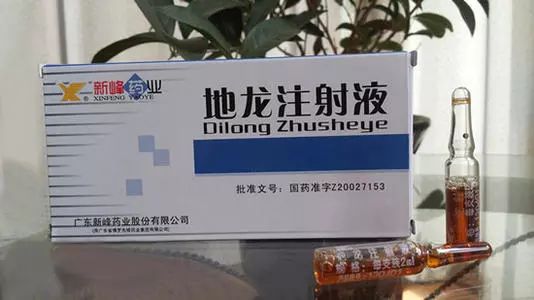 新峰药业
XINFENG YAOYE
®
地龙注射液
Dilong Zhusheye
批准文号：国药准字Z20027153
广东新峰药业股份有限公司
2ml